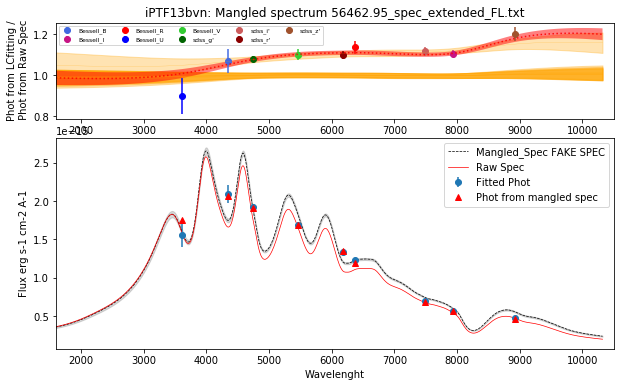 iPTF13bvn: Mangled spectrum 56462.95_spec_extended_FL.txt
Phot from LCfitting /
Phot from Raw Spec
1.2
1.0
0.8
Bessell_B Bessell_R Bessell_V sdss_i' sdss_z'
Bessell_I Bessell_U sdss_g' sdss_r'
2000 3000 4000 5000 6000 7000 8000 9000 10000
1e−15
Flux erg s-1 cm-2 A-1
2.5
2.0
1.5
1.0
0.5
Mangled_Spec FAKE SPEC
Raw Spec
Fitted Phot
Phot from mangled spec
2000 3000 4000 5000 6000 7000 8000 9000 10000
Wavelenght